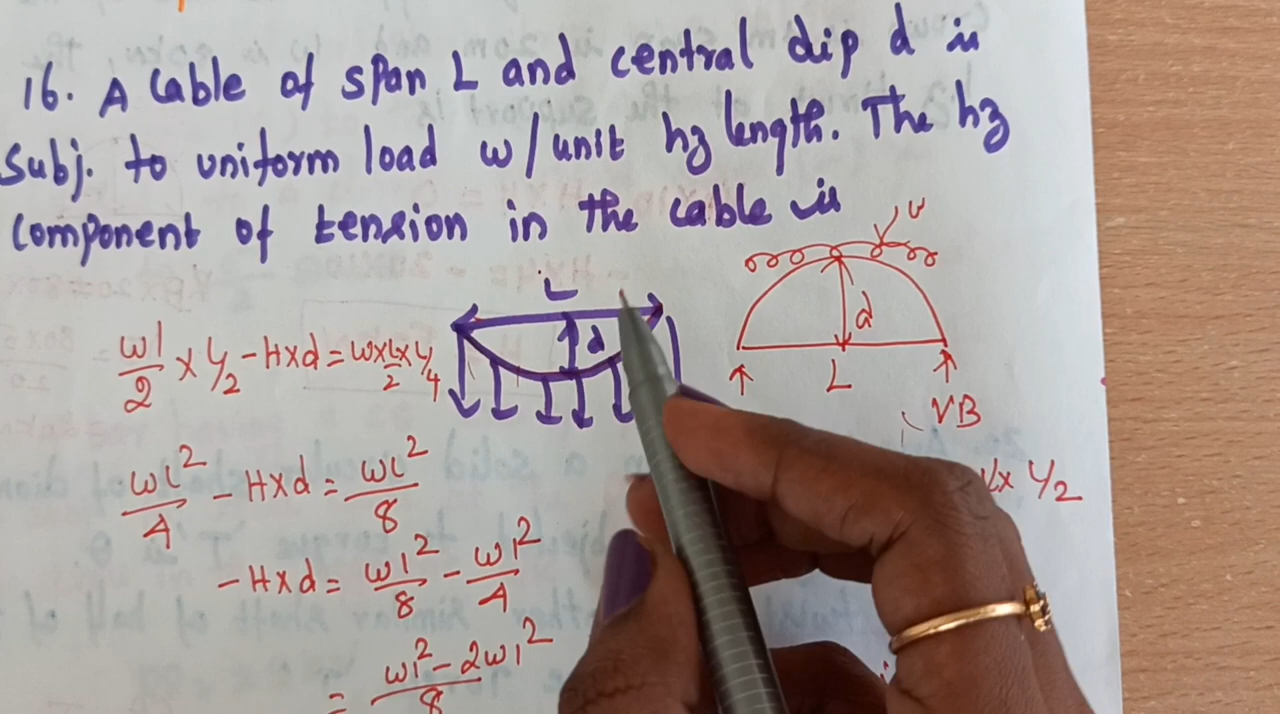 16. A Cable of span L and central dip d is
Subj. to uniform load w/unit hz length. The hz
component of tension in the cable is
L
d
w
d
L
VB
wl/2 × L/2 - H×d = w×L/2×L/4
wL²/4 - H×d = wL²/8
-H×d = wl²/8 - wl²/4
= wl² - 2wl²/8
× L/2